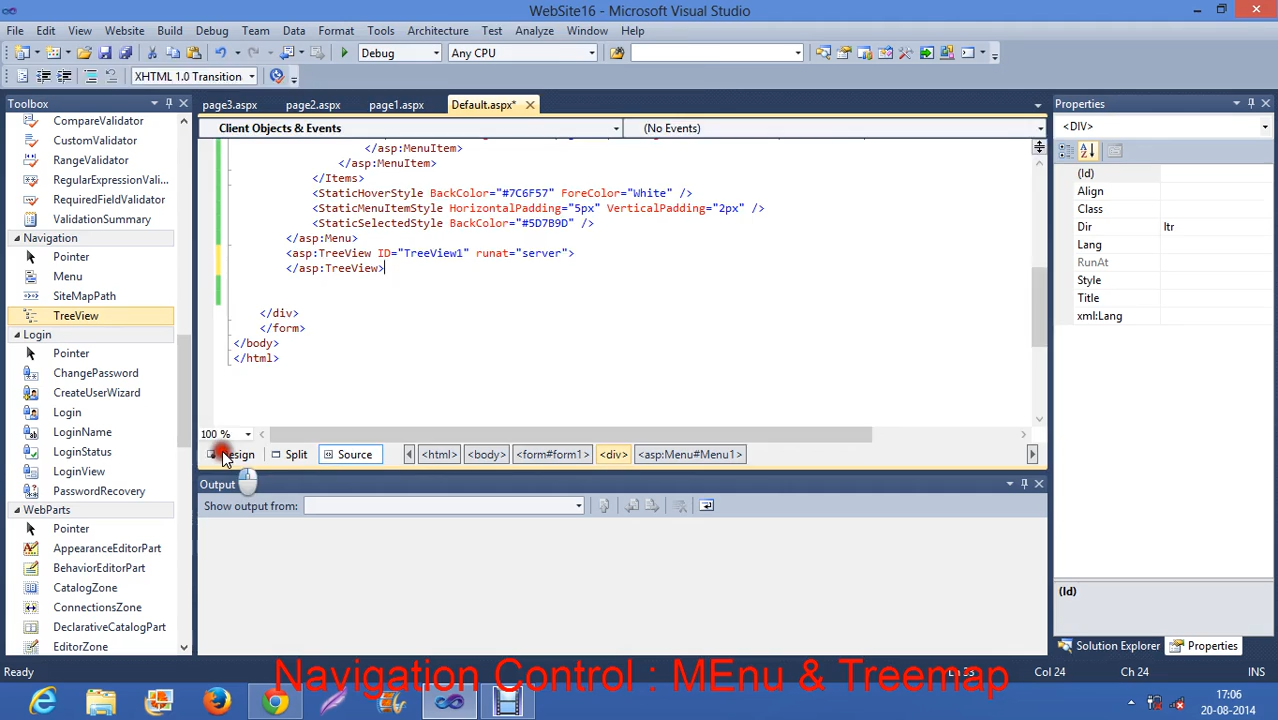 WebSite16 - Microsoft Visual Studio
File Edit View Website Build Debug Team Data Format Tools Architecture Test Analyze Window Help
Debug Any CPU
XHTML 1.0 Transition
Toolbox
CompareValidator
CustomValidator
RangeValidator
RegularExpressionVali...
RequiredFieldValidator
ValidationSummary
Navigation
Pointer
Menu
SiteMapPath
TreeView
Login
Pointer
ChangePassword
CreateUserWizard
Login
LoginName
LoginStatus
LoginView
PasswordRecovery
WebParts
Pointer
AppearanceEditorPart
BehaviorEditorPart
CatalogZone
ConnectionsZone
DeclarativeCatalogPart
EditorZone
page3.aspx page2.aspx page1.aspx Default.aspx*
Client Objects & Events (No Events)
</asp:MenuItem>
</asp:MenuItem>
</Items>
<StaticHoverStyle BackColor="#7C6F57" ForeColor="White" />
<StaticMenuItemStyle HorizontalPadding="5px" VerticalPadding="2px" />
<StaticSelectedStyle BackColor="#5D7B9D" />
</asp:Menu>
<asp:TreeView ID="TreeView1" runat="server">
</asp:TreeView>
</div>
</form>
</body>
</html>
100 %
Split Source <html> <body> <form#form1> <div> <asp:Menu#Menu1>
Output
Show output from:
Properties
<DIV>
(Id)
Align
Class
Dir ltr
Lang
RunAt
Style
Title
xml:Lang
(Id)
Solution Explorer Properties
Ready Col 24 Ch 24 INS
Navigation Control : MEnu & Treemap
17:06
20-08-2014